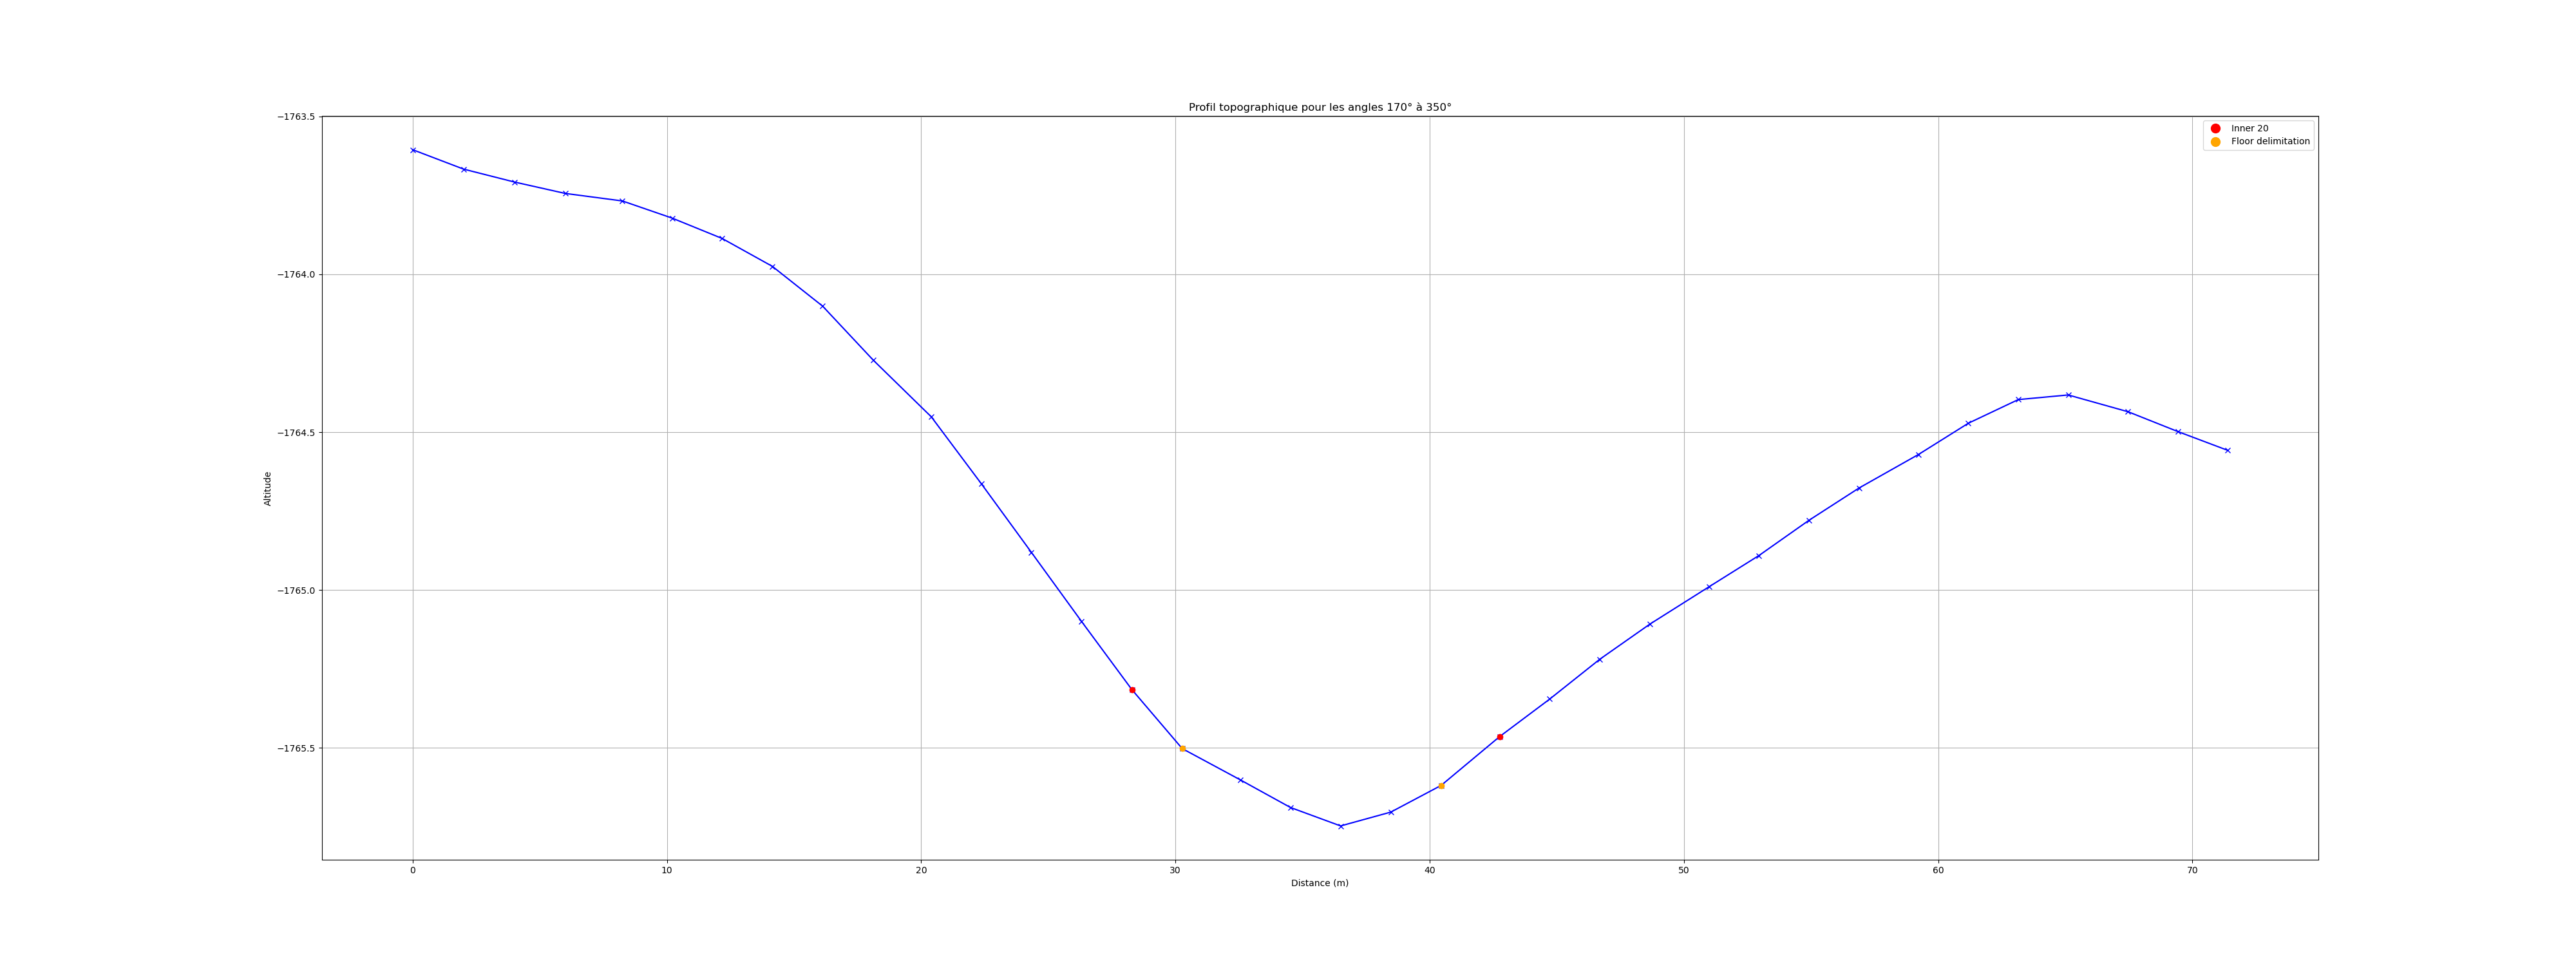 Profil topographique pour les angles 170° à 350°
Inner 20
Floor delimitation
Altitude
−1763.5
−1764.0
−1764.5
−1765.0
−1765.5
0 10 20 30 40 50 60 70
Distance (m)